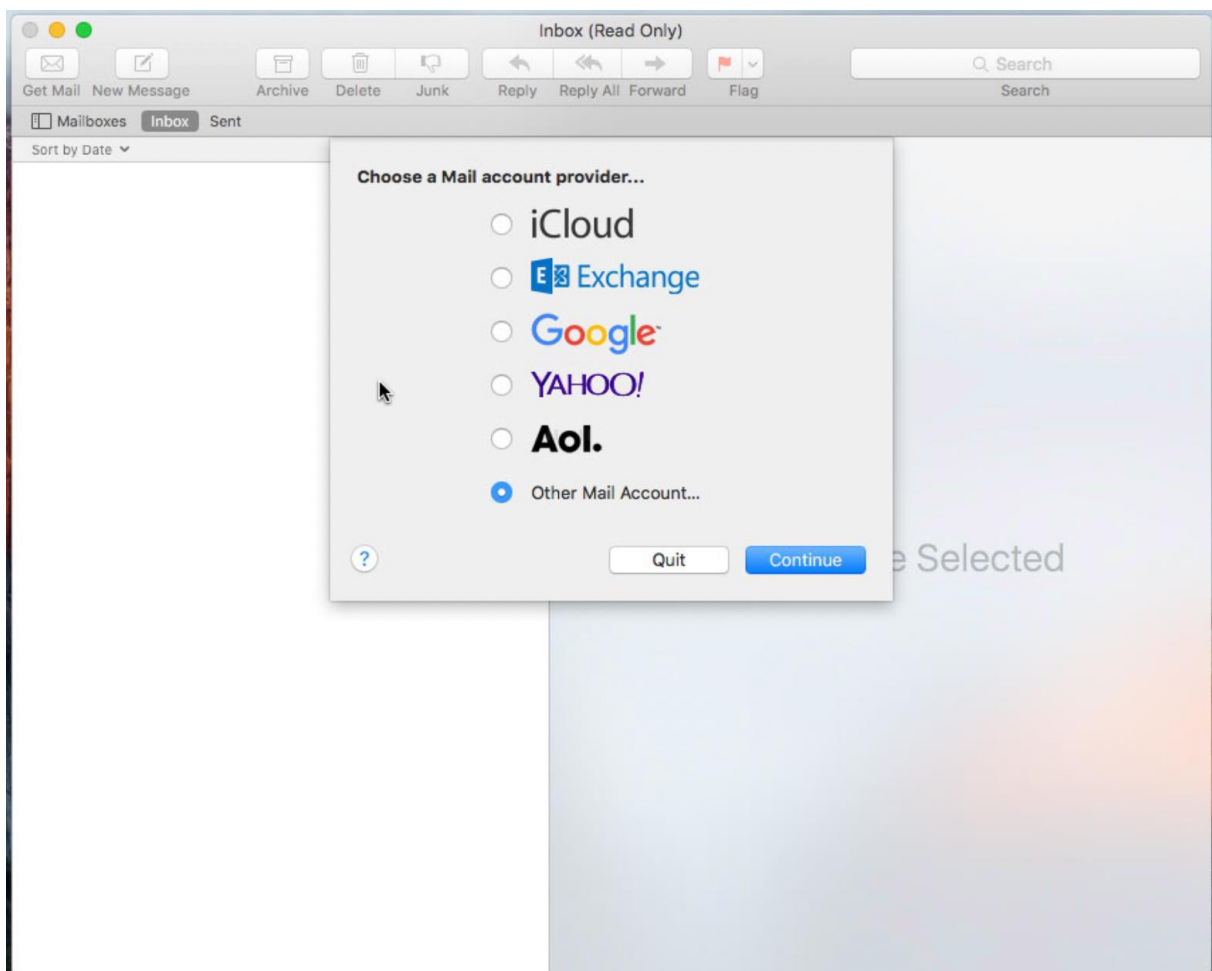 Inbox (Read Only)
Search
Get Mail New Message Archive Delete Junk Reply Reply All Forward Flag Search
Mailboxes Inbox Sent
Sort by Date
Choose a Mail account provider...
iCloud
E Exchange
Google
YAHOO!
Aol.
Other Mail Account...
? Quit Continue
e Selected